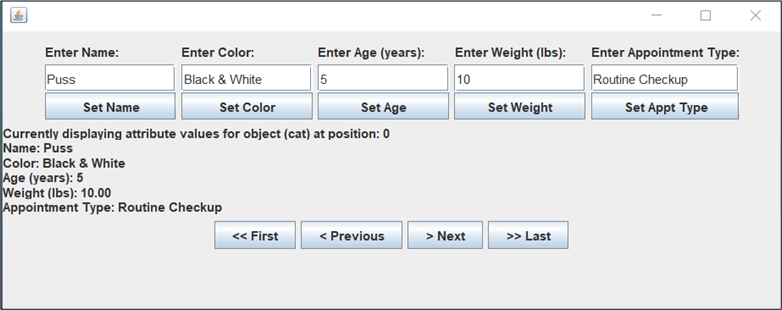 Enter Name: Enter Color: Enter Age (years): Enter Weight (lbs): Enter Appointment Type:
Puss Black & White 5 10 Routine Checkup
Set Name Set Color Set Age Set Weight Set Appt Type
Currently displaying attribute values for object (cat) at position: 0
Name: Puss
Color: Black & White
Age (years): 5
Weight (lbs): 10.00
Appointment Type: Routine Checkup
<< First < Previous > Next >> Last